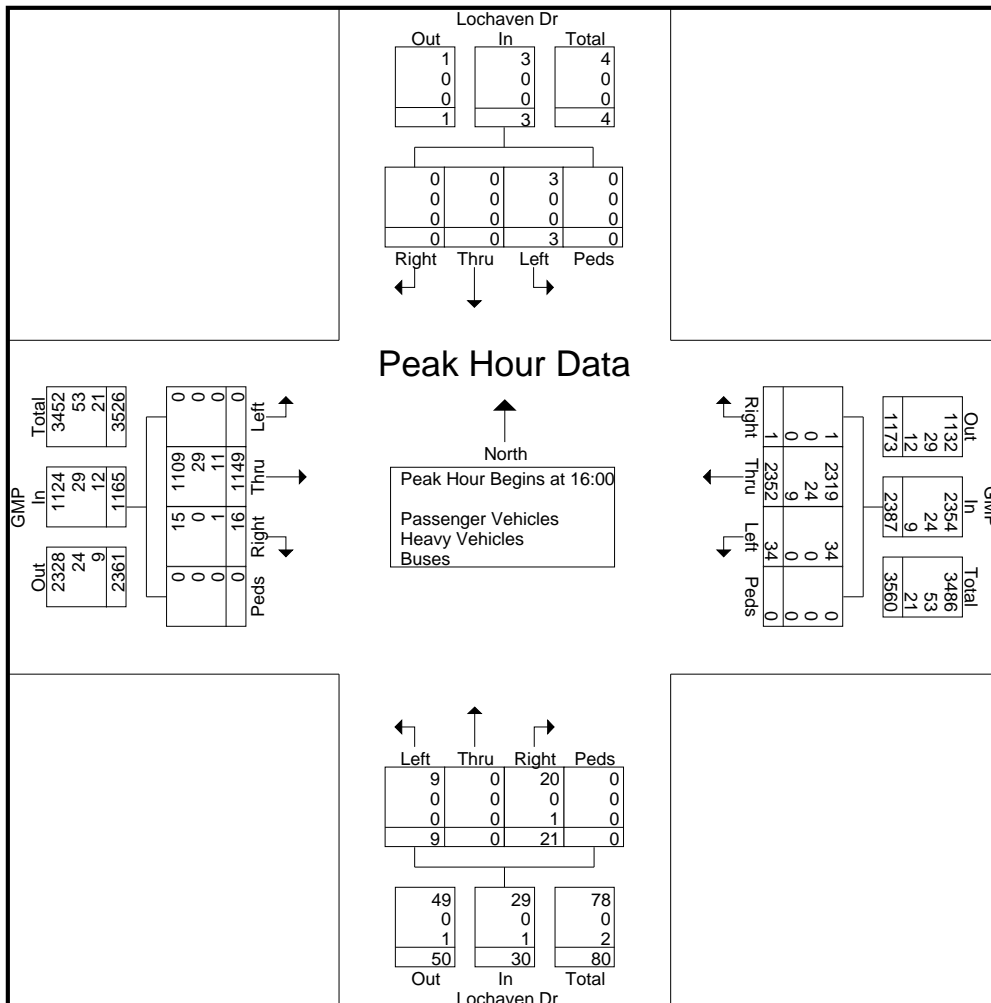 Lochaven Dr
Out In Total
1 3 4
0 0 0
0 0 0
1 3 4
0 0 3 0
0 0 0 0
0 0 0 0
0 0 3 0
Right Thru Left Peds
Peak Hour Data
North
Peak Hour Begins at 16:00
Passenger Vehicles
Heavy Vehicles
Buses
GMP
Out In Total
2328 1124 3452
24 29 53
9 12 21
2361 1165 3526
0 15 1109 0
0 0 29 0
0 1 11 0
0 16 1149 0
Peds Right Thru Left
GMP
Out In Total
1132 2354 3486
29 24 53
12 9 21
1173 2387 3560
1 2319 34 0
0 24 0 0
0 9 0 0
1 2352 34 0
Right Thru Left Peds
Left Thru Right Peds
9 0 20 0
0 0 0 0
0 0 1 0
9 0 21 0
49 29 78
0 0 0
1 1 2
50 30 80
Out In Total
Lochaven Dr